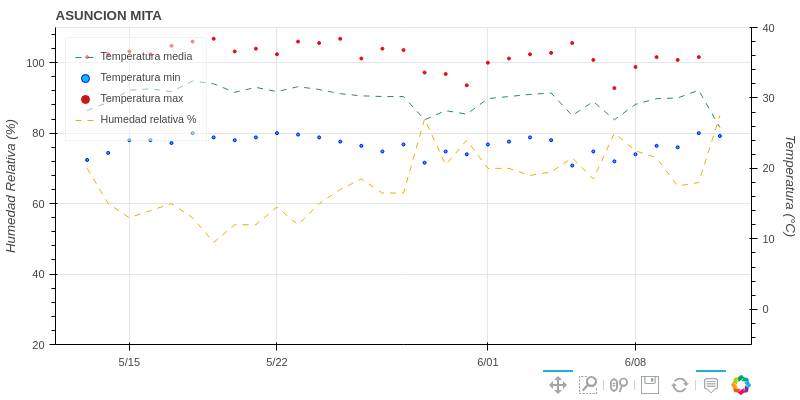 ASUNCION MITA
Temperatura media
Temperatura min
Temperatura max
Humedad relativa %
Humedad Relativa (%)
100
80
60
40
20
Temperatura (°C)
40
30
20
10
0
5/15
5/22
6/01
6/08